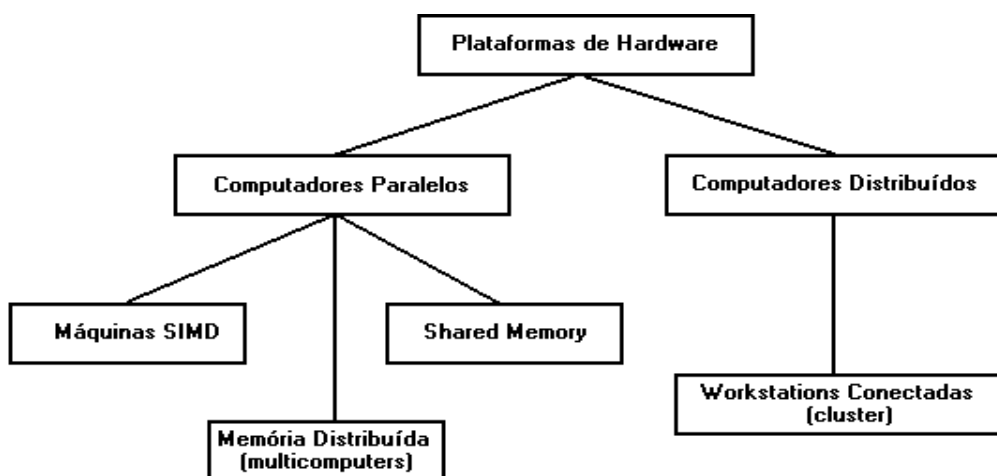 Plataformas de Hardware
Computadores Paralelos
Computadores Distribuídos
Máquinas SIMD
Shared Memory
Workstations Conectadas
(cluster)
Memória Distribuída
(multicomputers)